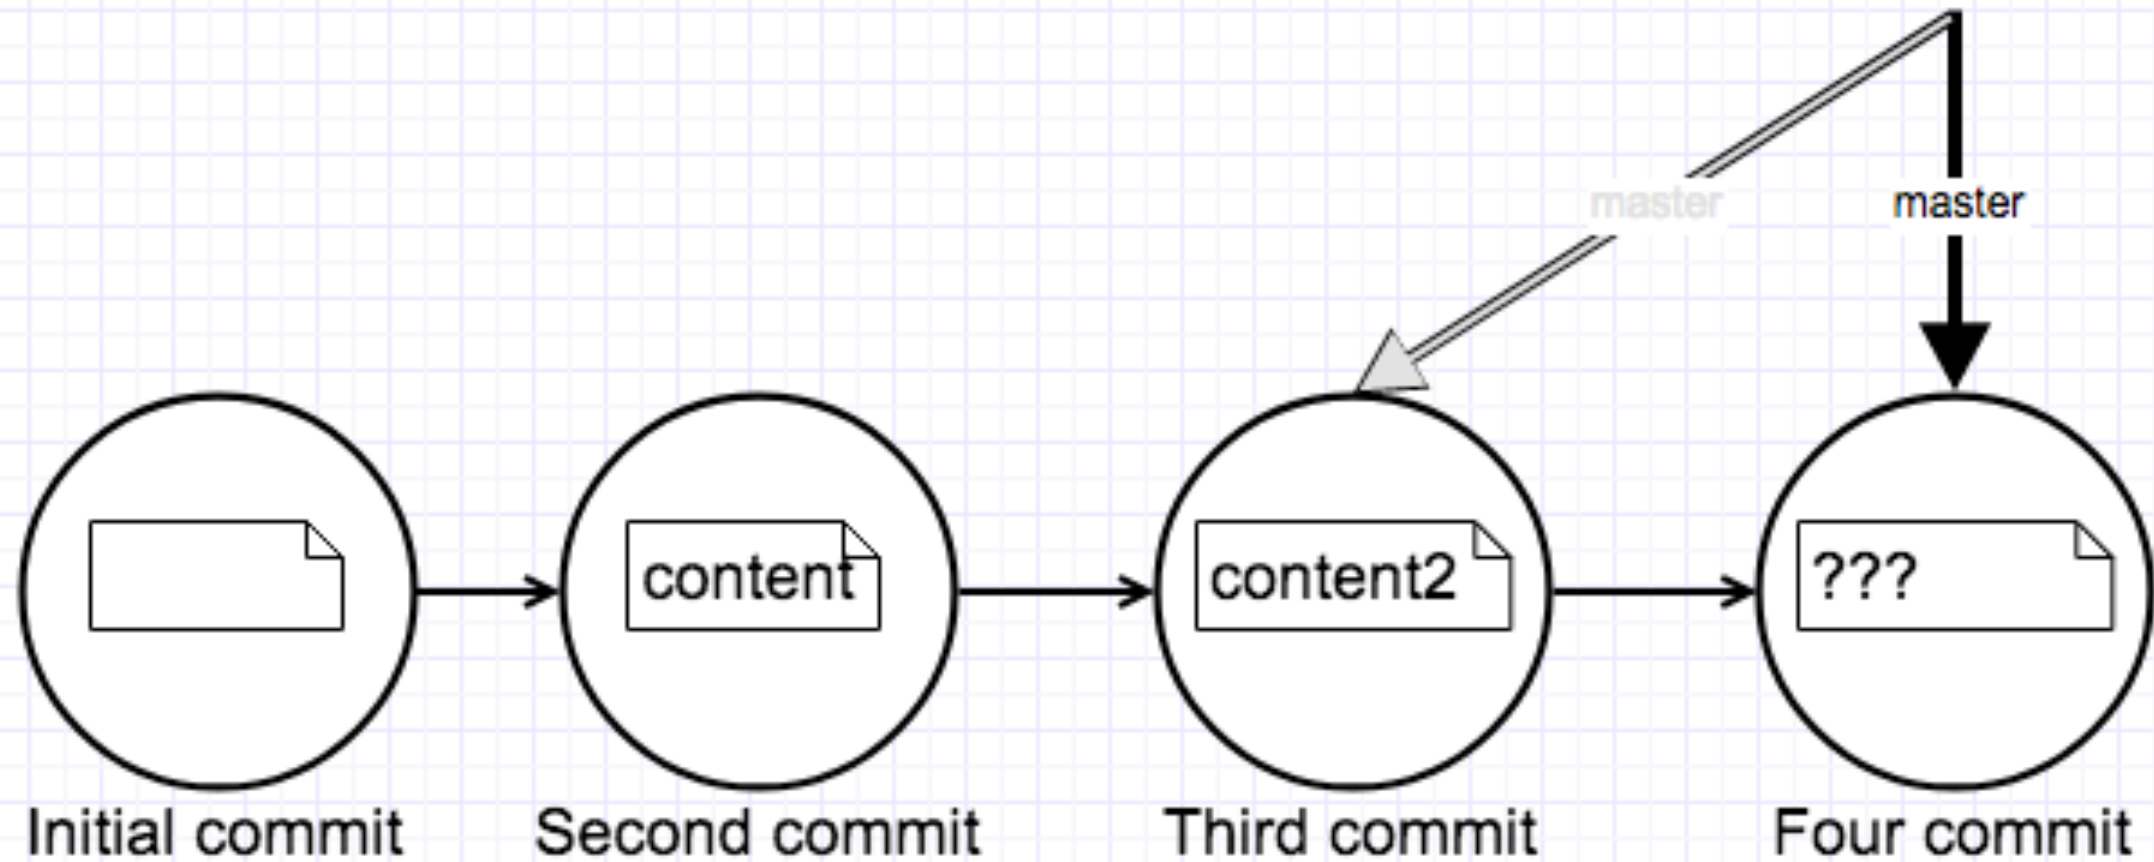 master
master
content
content2
???
Initial commit
Second commit
Third commit
Four commit